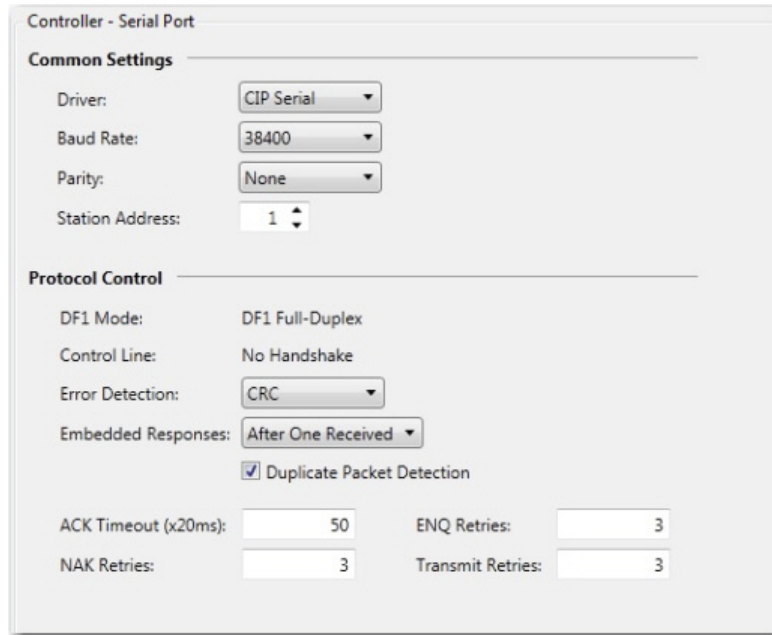 Controller - Serial Port
Common Settings
Driver: CIP Serial
Baud Rate: 38400
Parity: None
Station Address: 1
Protocol Control
DF1 Mode: DF1 Full-Duplex
Control Line: No Handshake
Error Detection: CRC
Embedded Responses: After One Received
Duplicate Packet Detection
ACK Timeout (x20ms): 50 ENQ Retries: 3
NAK Retries: 3 Transmit Retries: 3